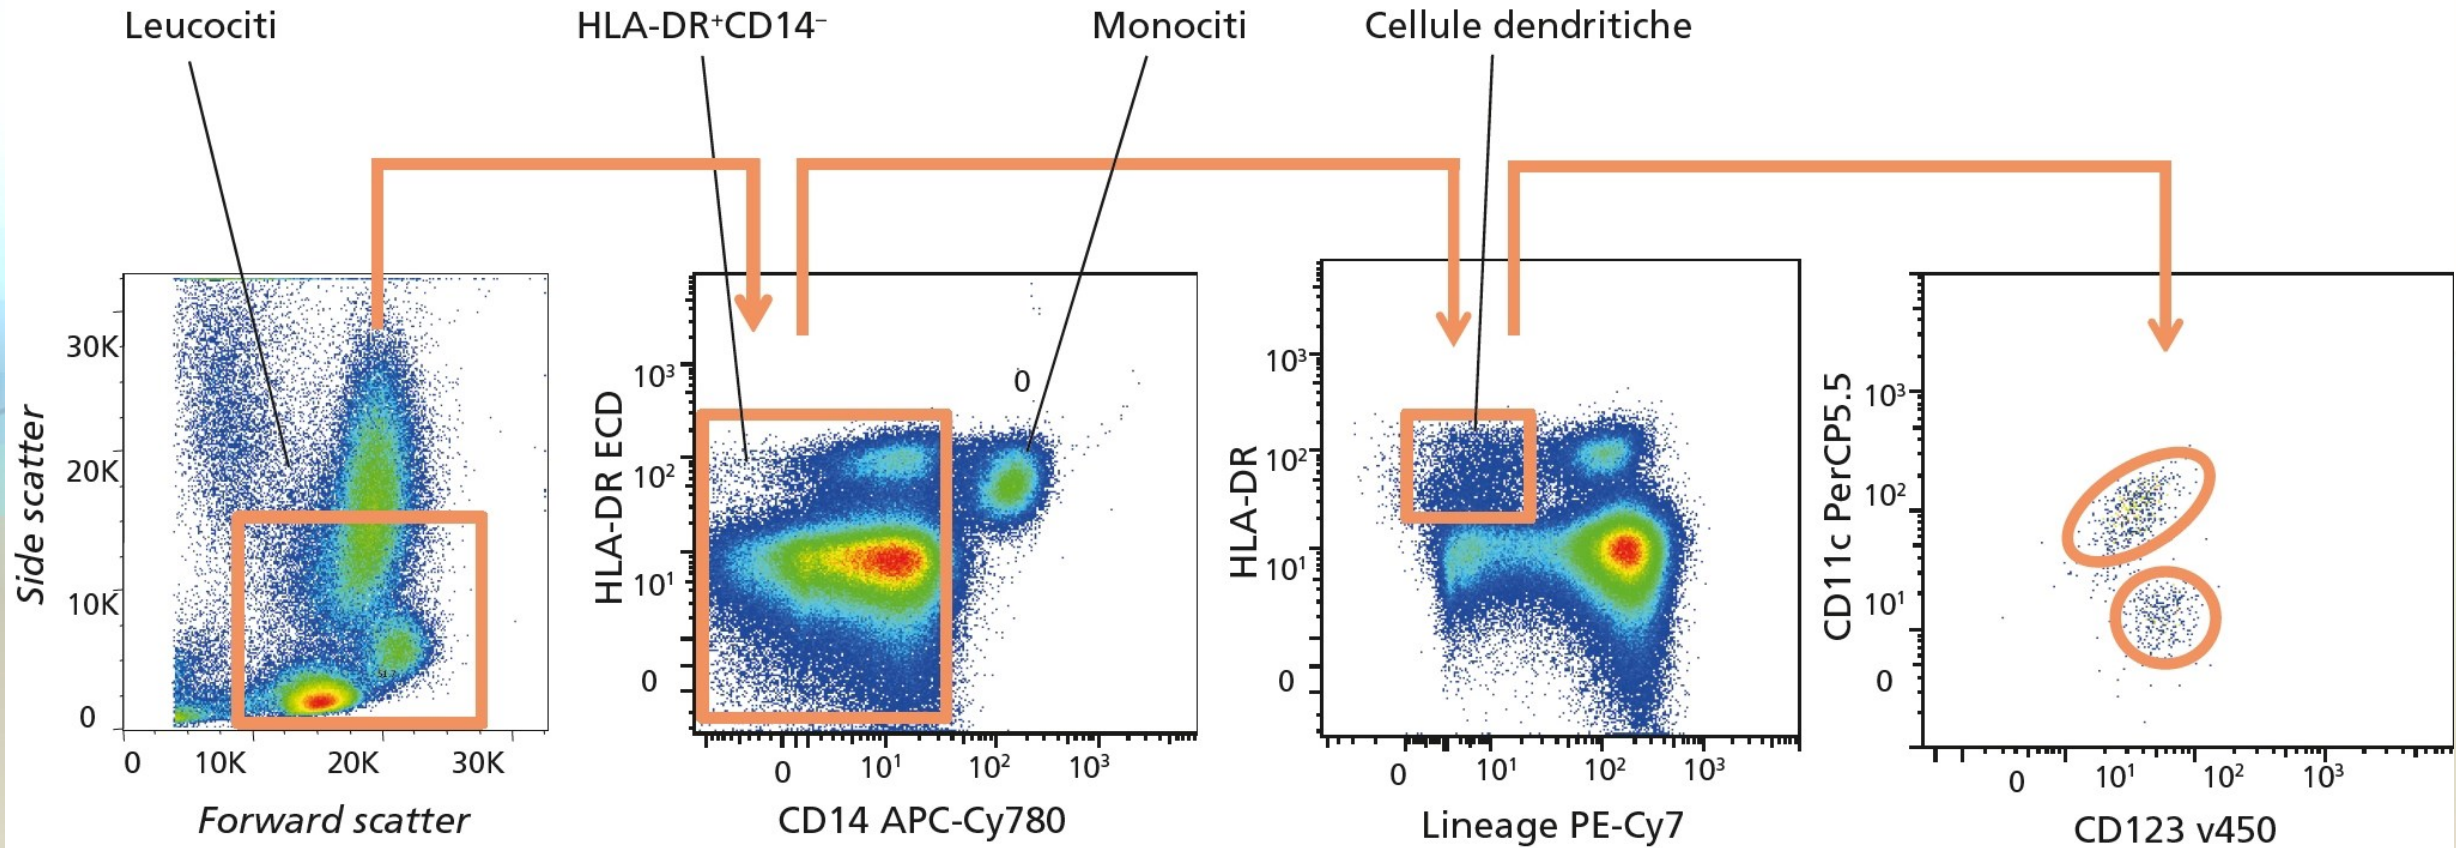 Leucociti
HLA-DR⁺CD14⁻
Monociti
Cellule dendritiche
Side scatter
30K
20K
10K
0
0 10K 20K 30K
Forward scatter
HLA-DR ECD
10³
10²
10¹
0
0
0 10¹ 10² 10³
CD14 APC-Cy780
HLA-DR
10³
10²
10¹
0
0 10¹ 10² 10³
Lineage PE-Cy7
CD11c PerCP5.5
10³
10²
10¹
0
0 10¹ 10² 10³
CD123 v450